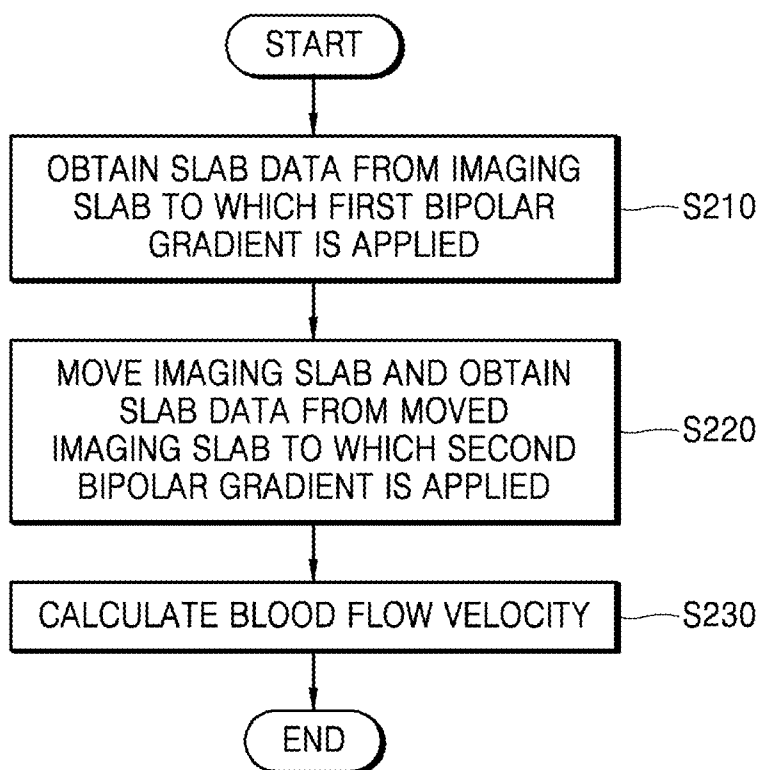 START
OBTAIN SLAB DATA FROM IMAGING
SLAB TO WHICH FIRST BIPOLAR
GRADIENT IS APPLIED
S210
MOVE IMAGING SLAB AND OBTAIN
SLAB DATA FROM MOVED
IMAGING SLAB TO WHICH SECOND
BIPOLAR GRADIENT IS APPLIED
S220
CALCULATE BLOOD FLOW VELOCITY
S230
END